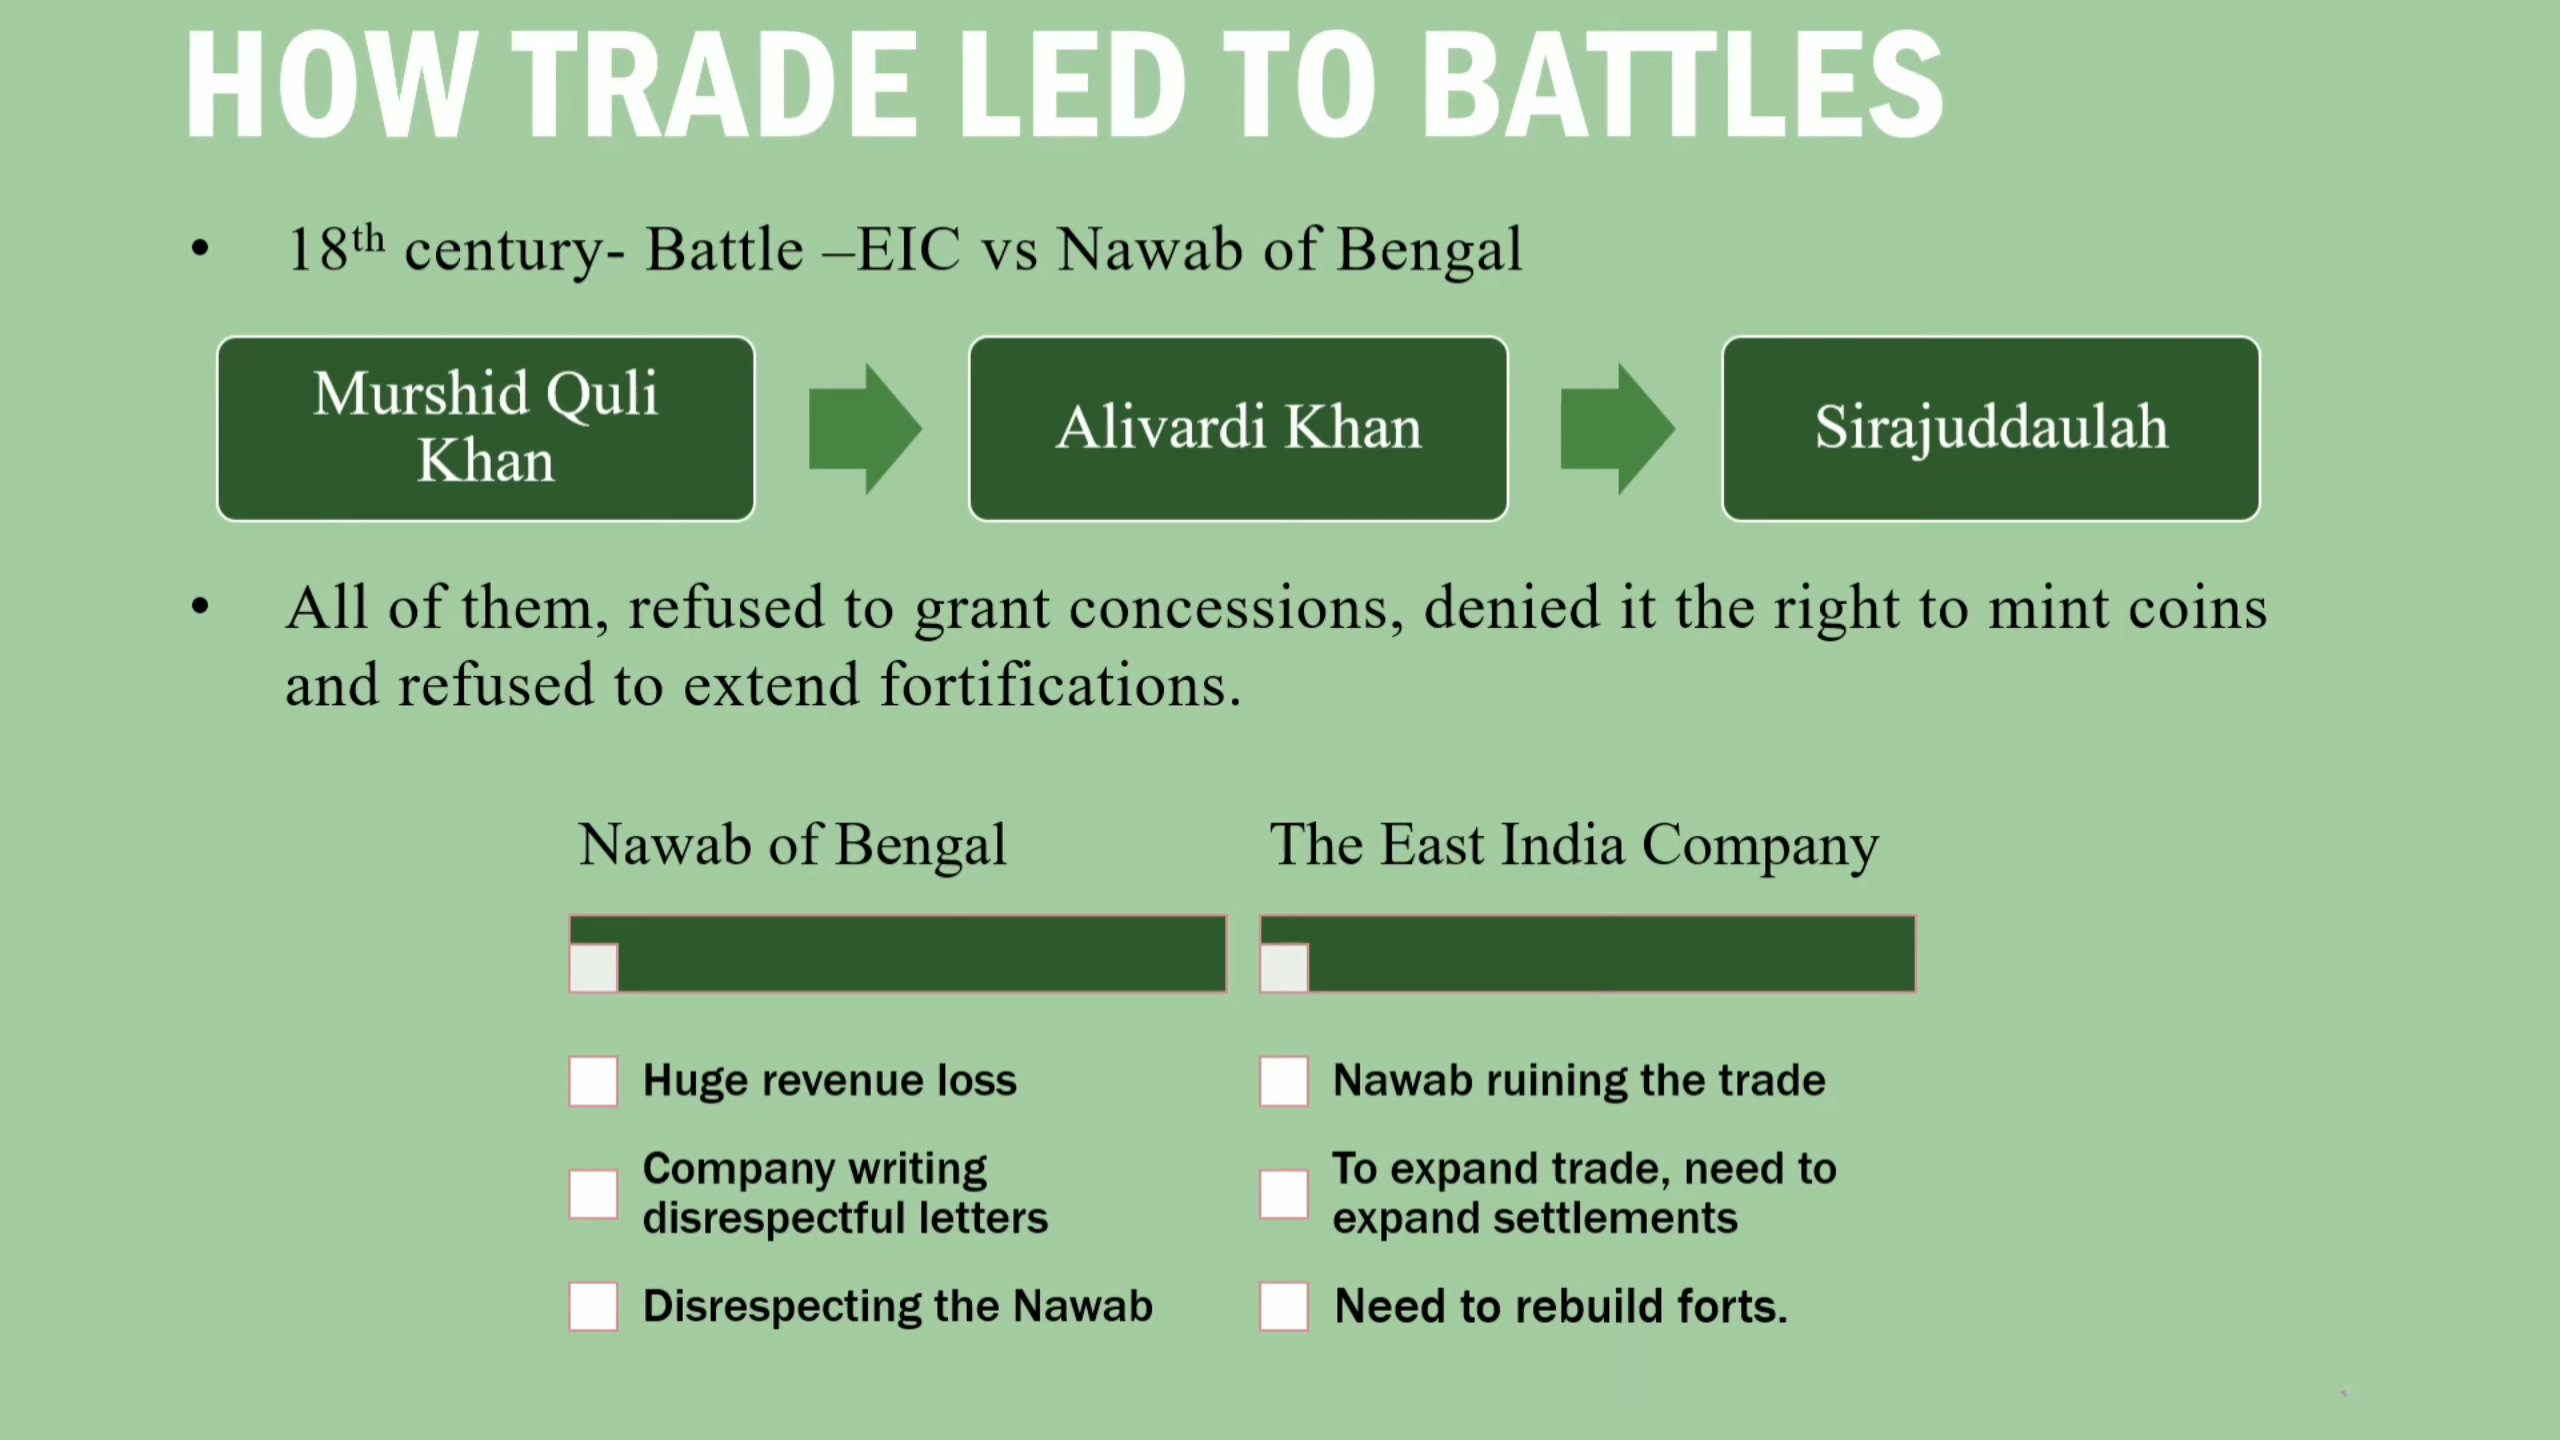 HOW TRADE LED TO BATTLES
• 18th century- Battle –EIC vs Nawab of Bengal
Murshid Quli
Khan
Alivardi Khan
Sirajuddaulah
• All of them, refused to grant concessions, denied it the right to mint coins
and refused to extend fortifications.
Nawab of Bengal
Huge revenue loss
Company writing
disrespectful letters
Disrespecting the Nawab
The East India Company
Nawab ruining the trade
To expand trade, need to
expand settlements
Need to rebuild forts.